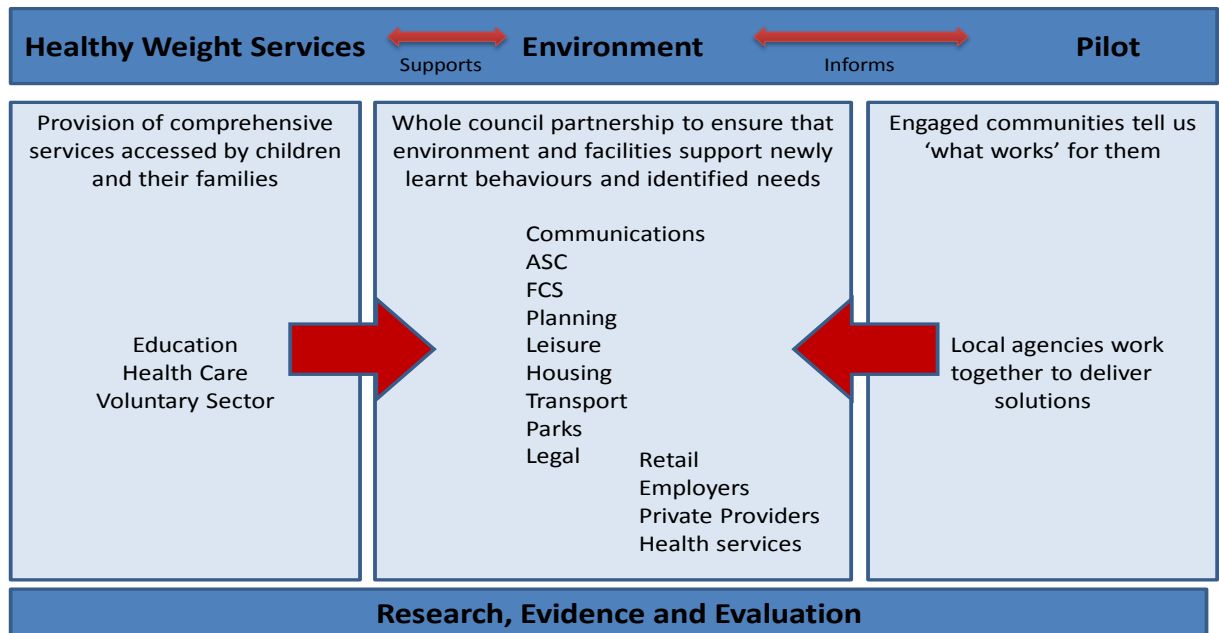 Healthy Weight Services
Supports
Environment
Informs
Pilot
Provision of comprehensive
services accessed by children
and their families
Education
Health Care
Voluntary Sector
Whole council partnership to ensure that
environment and facilities support newly
learnt behaviours and identified needs
Communications
ASC
FCS
Planning
Leisure
Housing
Transport
Parks
Legal
Retail
Employers
Private Providers
Health services
Engaged communities tell us
‘what works’ for them
Local agencies work
together to deliver
solutions
Research, Evidence and Evaluation